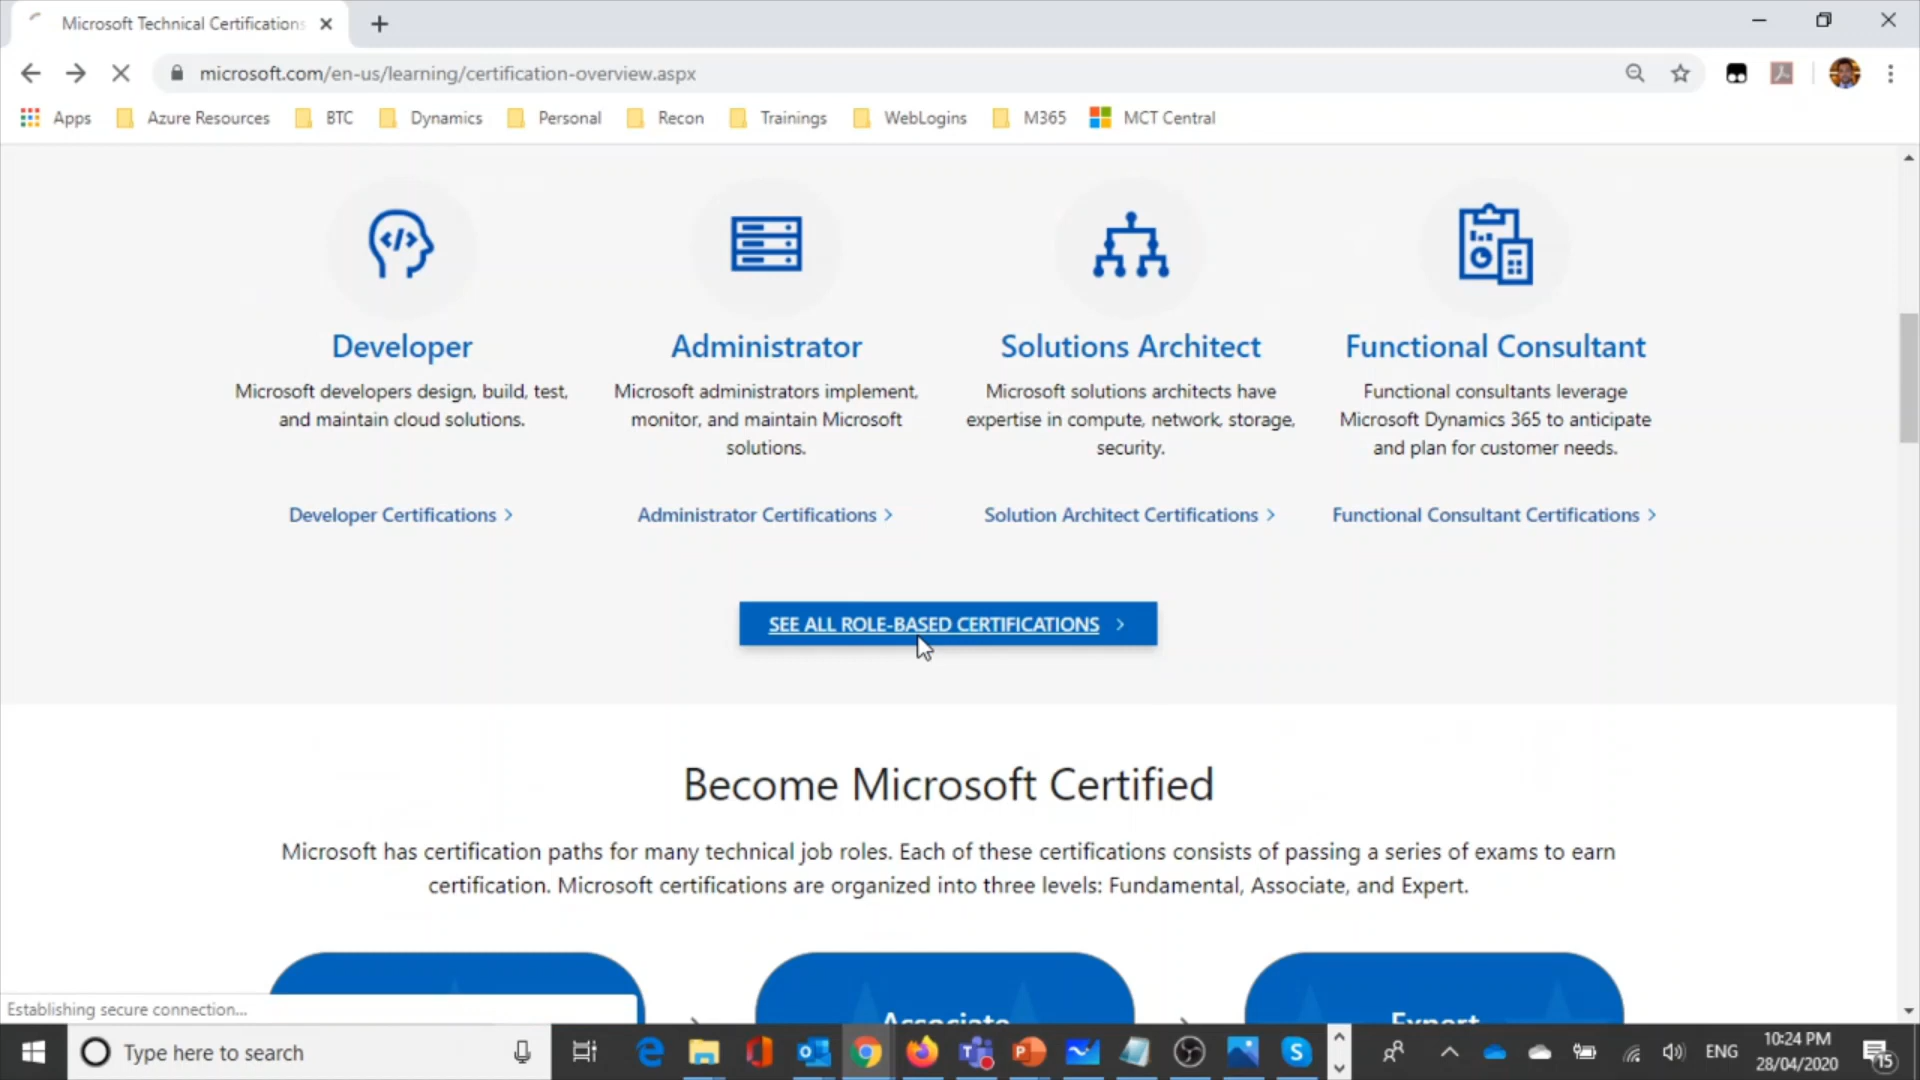 Microsoft Technical Certifications
microsoft.com/en-us/learning/certification-overview.aspx
Apps Azure Resources BTC Dynamics Personal Recon Trainings WebLogins M365 MCT Central
Developer
Microsoft developers design, build, test,
and maintain cloud solutions.
Developer Certifications
Administrator
Microsoft administrators implement,
monitor, and maintain Microsoft
solutions.
Administrator Certifications
Solutions Architect
Microsoft solutions architects have
expertise in compute, network, storage,
security.
Solution Architect Certifications
Functional Consultant
Functional consultants leverage
Microsoft Dynamics 365 to anticipate
and plan for customer needs.
Functional Consultant Certifications
SEE ALL ROLE-BASED CERTIFICATIONS
Become Microsoft Certified
Microsoft has certification paths for many technical job roles. Each of these certifications consists of passing a series of exams to earn
certification. Microsoft certifications are organized into three levels: Fundamental, Associate, and Expert.
Associate
Expert
Establishing secure connection...
Type here to search
ENG
10:24 PM
28/04/2020
15